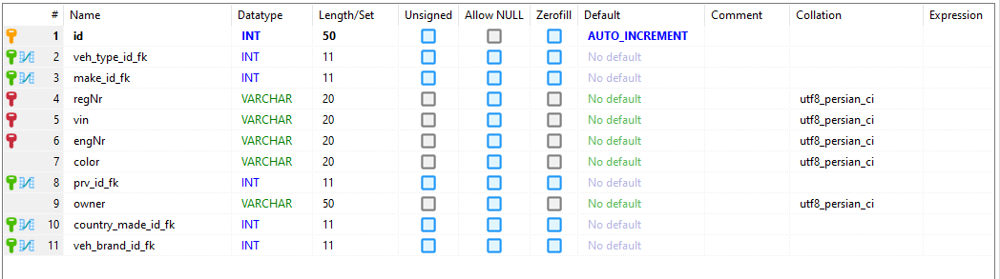 # Name Datatype Length/Set Unsigned Allow NULL Zerofill Default Comment Collation Expression
1 id INT 50 AUTO_INCREMENT
2 veh_type_id_fk INT 11 No default
3 make_id_fk INT 11 No default
4 regNr VARCHAR 20 No default utf8_persian_ci
5 vin VARCHAR 20 No default utf8_persian_ci
6 engNr VARCHAR 20 No default utf8_persian_ci
7 color VARCHAR 20 No default utf8_persian_ci
8 prv_id_fk INT 11 No default
9 owner VARCHAR 50 No default utf8_persian_ci
10 country_made_id_fk INT 11 No default
11 veh_brand_id_fk INT 11 No default